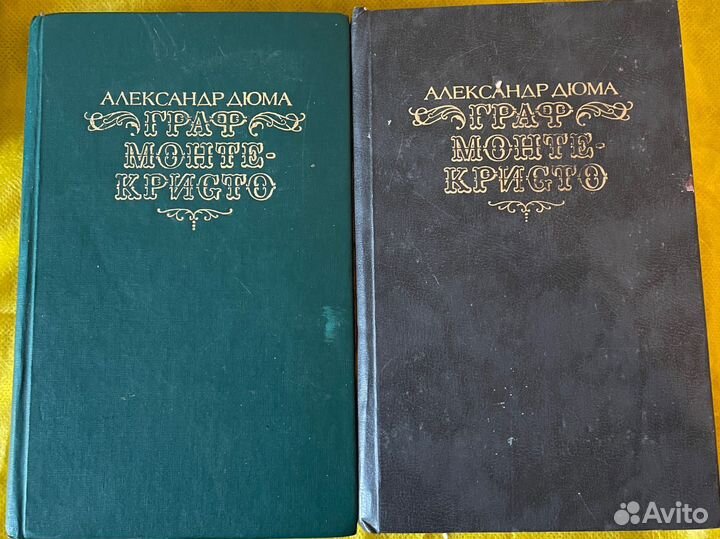 АЛЕКСАНДР ДЮМА
ГРАФ
МОНТЕ-
КРИСТО
АЛЕКСАНДР ДЮМА
ГРАФ
МОНТЕ-
КРИСТО
Avito